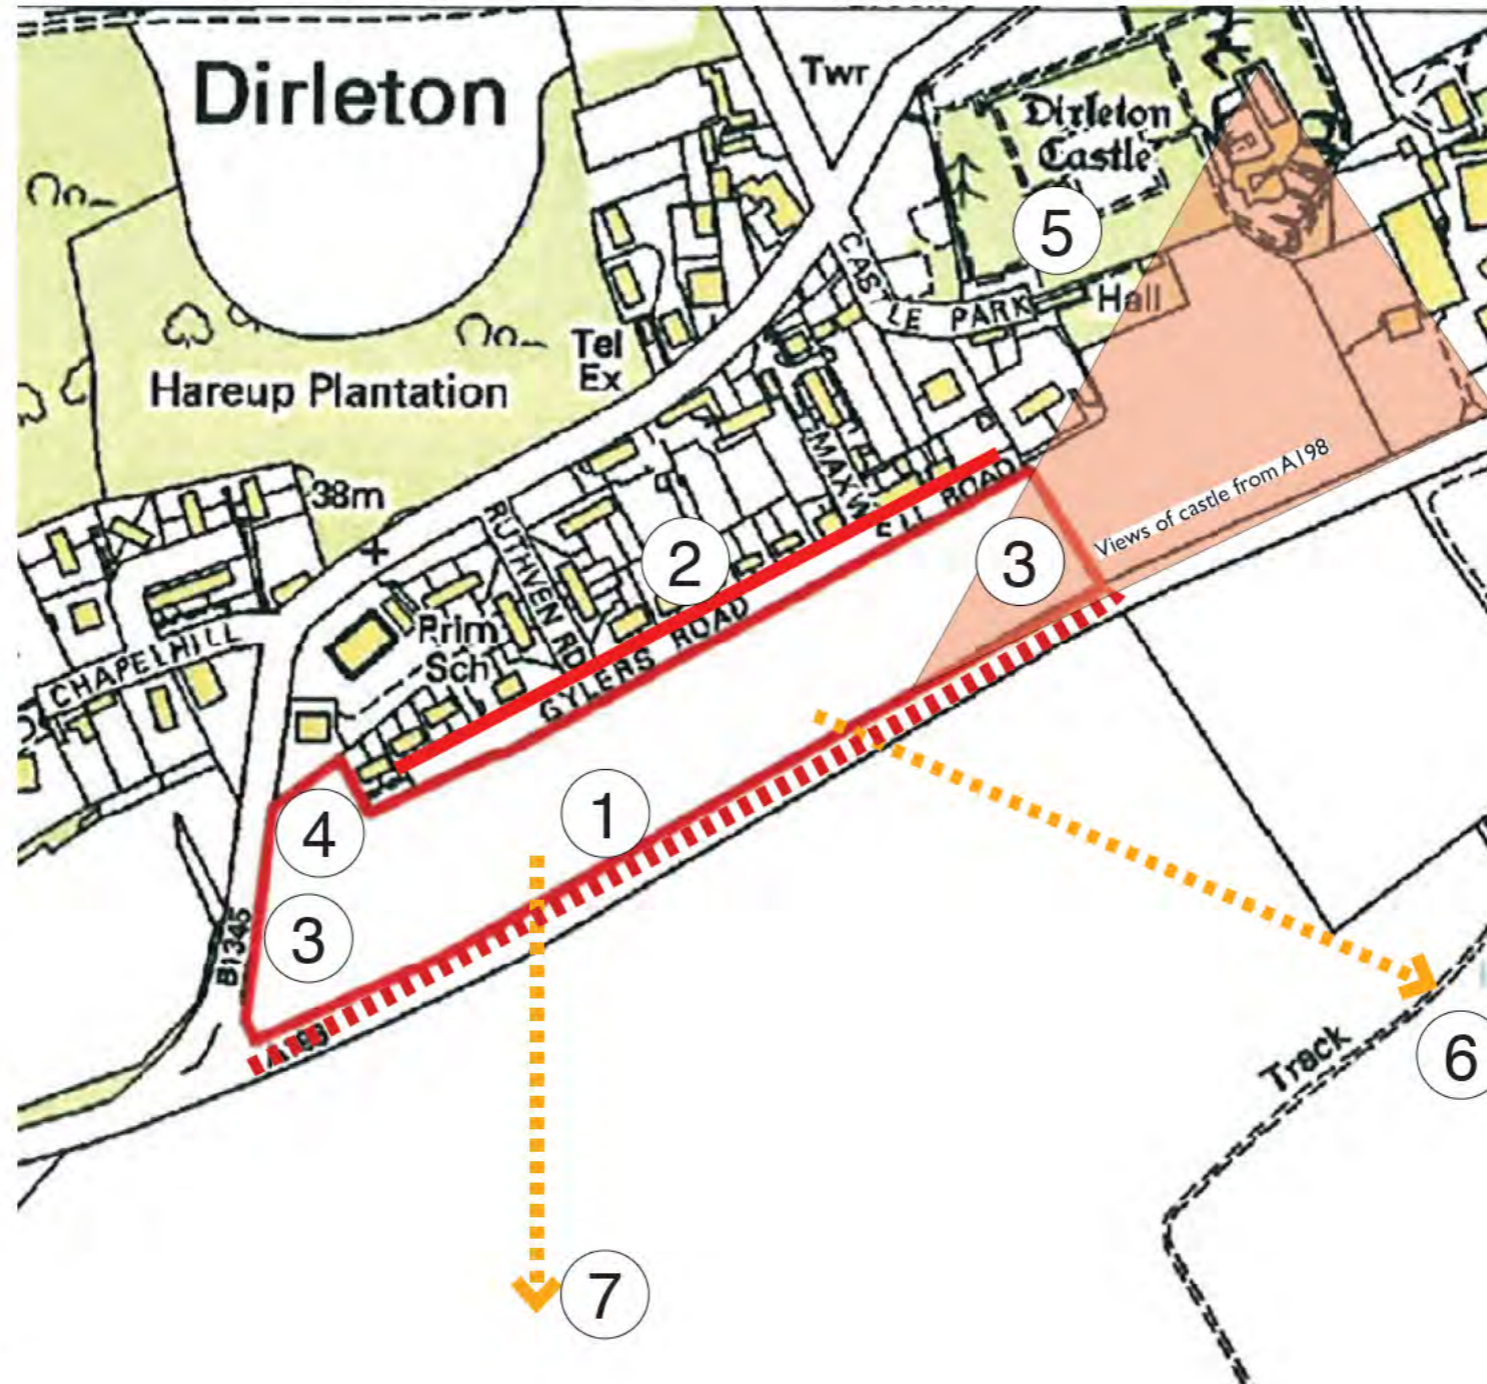 Dirleton
Twr
Dirleton
Castle
5
CASTLE PARK
Hall
Tel
Ex
Hareup Plantation
38m
MAXWELL ROAD
Views of castle from A198
RUTHVEN RD
2
3
Prim
Sch
GYLERS ROAD
CHAPELHILL
4
1
3
B1345
Track
6
7